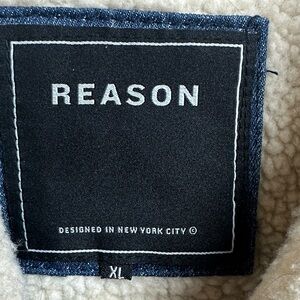 REASON
DESIGNED IN NEW YORK CITY ©
XL